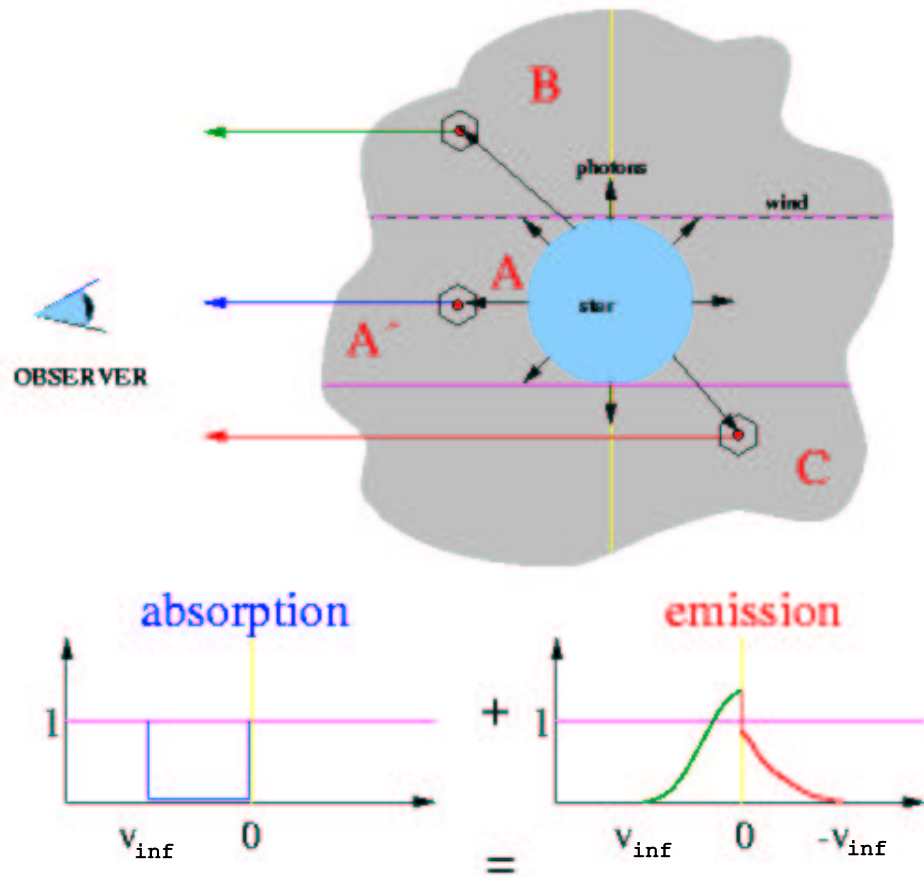 B
photons
wind
A
star
A´
OBSERVER
C
absorption
emission
1
+
1
v inf
0
v inf
0
-v inf
=